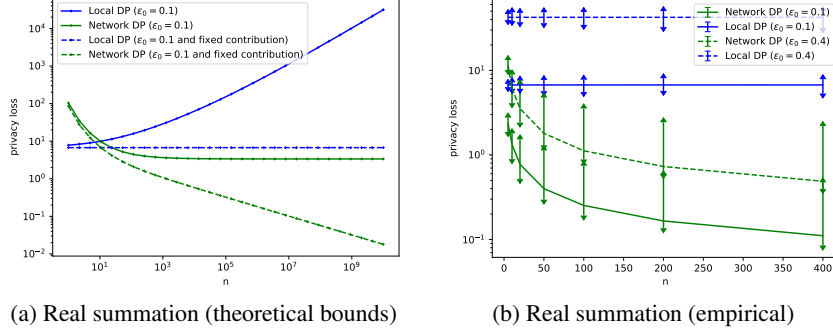 Local DP (ε₀ = 0.1)
Network DP (ε₀ = 0.1)
Local DP (ε₀ = 0.1 and fixed contribution)
Network DP (ε₀ = 0.1 and fixed contribution)
privacy loss
10⁴
10³
10²
10¹
10⁰
10⁻¹
10⁻²
10¹ 10³ 10⁵ 10⁷ 10⁹
n
(a) Real summation (theoretical bounds)
Network DP (ε₀ = 0.1)
Local DP (ε₀ = 0.1)
Network DP (ε₀ = 0.4)
Local DP (ε₀ = 0.4)
privacy loss
10¹
10⁰
10⁻¹
0 50 100 150 200 250 300 350 400
n
(b) Real summation (empirical)